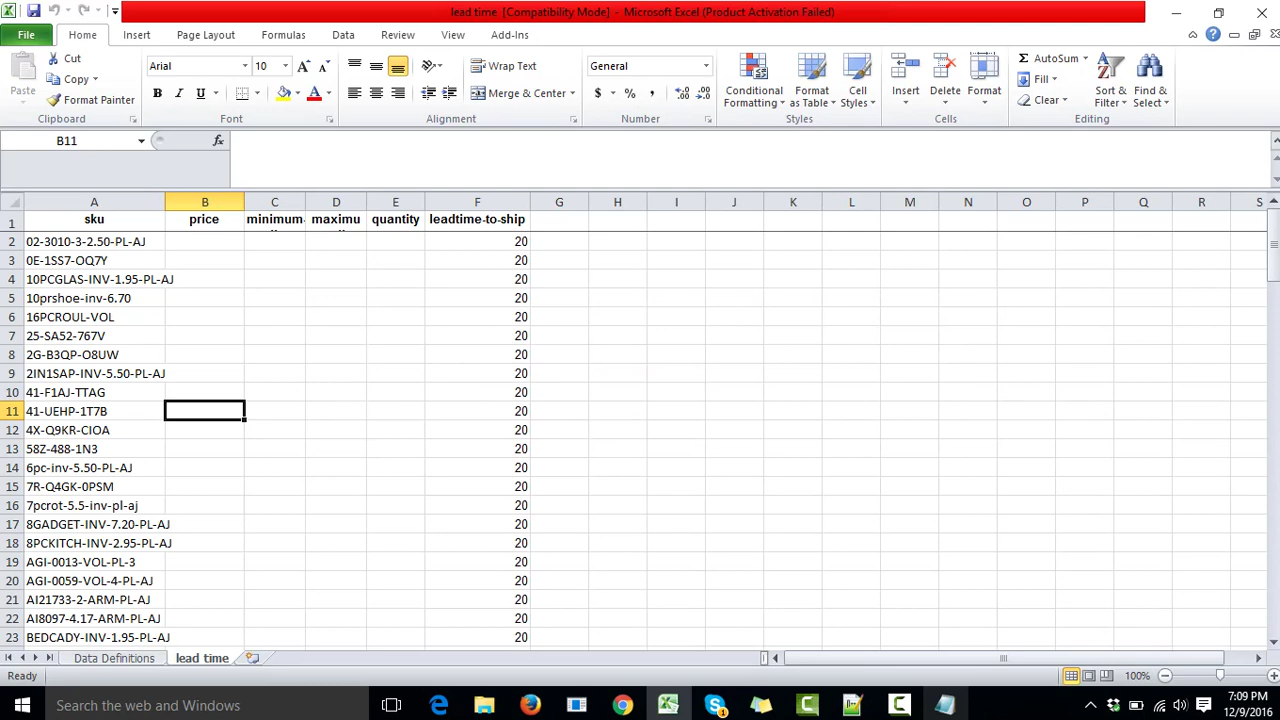 lead time [Compatibility Mode] - Microsoft Excel (Product Activation Failed)
File Home Insert Page Layout Formulas Data Review View Add-Ins
Paste
Cut
Copy
Format Painter
Clipboard
Arial 10
B I U
Font
Wrap Text
Merge & Center
Alignment
General
$ % ,
Number
Conditional Formatting
Format as Table
Cell Styles
Styles
Insert Delete Format
Cells
AutoSum
Fill
Clear
Sort & Filter
Find & Select
Editing
B11 fx
A B C D E F G H I J K L M N O P Q R S
1 sku price minimum- maximu quantity leadtime-to-ship
2 02-3010-3-2.50-PL-AJ 20
3 0E-1SS7-OQ7Y 20
4 10PCGLAS-INV-1.95-PL-AJ 20
5 10prshoe-inv-6.70 20
6 16PCROUL-VOL 20
7 25-SA52-767V 20
8 2G-B3QP-O8UW 20
9 2IN1SAP-INV-5.50-PL-AJ 20
10 41-F1AJ-TTAG 20
11 41-UEHP-1T7B 20
12 4X-Q9KR-CIOA 20
13 58Z-488-1N3 20
14 6pc-inv-5.50-PL-AJ 20
15 7R-Q4GK-0PSM 20
16 7pcrot-5.5-inv-pl-aj 20
17 8GADGET-INV-7.20-PL-AJ 20
18 8PCKITCH-INV-2.95-PL-AJ 20
19 AGI-0013-VOL-PL-3 20
20 AGI-0059-VOL-4-PL-AJ 20
21 AI21733-2-ARM-PL-AJ 20
22 AI8097-4.17-ARM-PL-AJ 20
23 BEDCADY-INV-1.95-PL-AJ 20
Data Definitions lead time
Ready 100%
Search the web and Windows
7:09 PM
12/9/2016